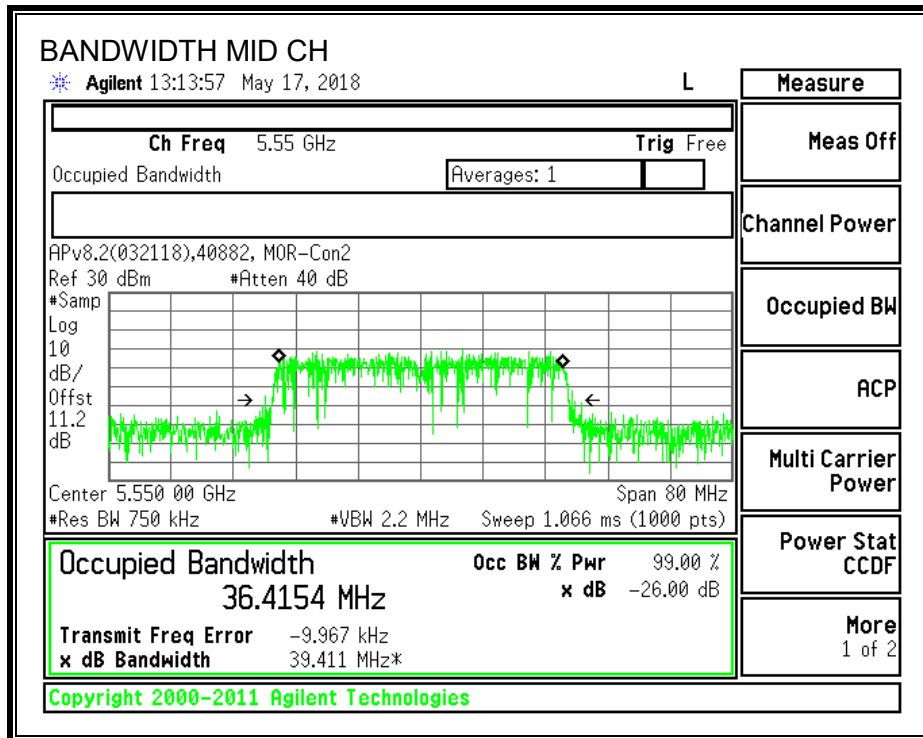 BANDWIDTH MID CH
Agilent 13:13:57 May 17, 2018 L
Measure
Ch Freq 5.55 GHz Trig Free
Meas Off
Occupied Bandwidth Averages: 1
Channel Power
APv8.2(032118),40882, MOR-Con2
Ref 30 dBm #Atten 40 dB
#Samp
Log
10
dB/
Offst
11.2
dB
Occupied BW
ACP
Multi Carrier
Power
Center 5.550 00 GHz Span 80 MHz
#Res BW 750 kHz #VBW 2.2 MHz Sweep 1.066 ms (1000 pts)
Power Stat
CCDF
Occupied Bandwidth Occ BW % Pwr 99.00 %
36.4154 MHz x dB -26.00 dB
Transmit Freq Error -9.967 kHz
x dB Bandwidth 39.411 MHz*
More
1 of 2
Copyright 2000-2011 Agilent Technologies